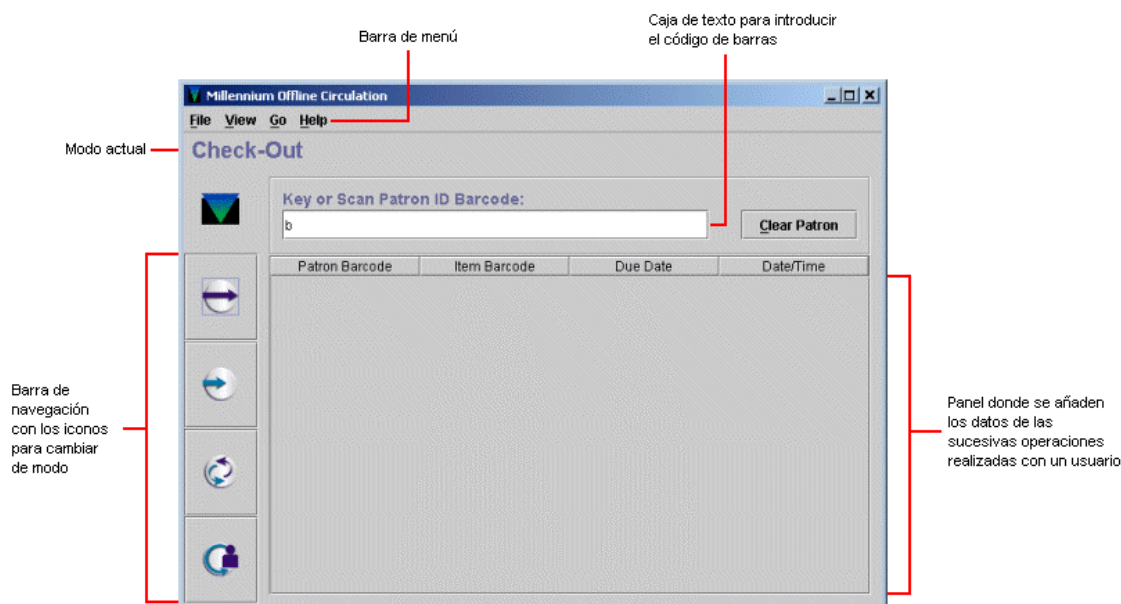 Caja de texto para introducir
el código de barras
Barra de menú
Millennium Offline Circulation
File View Go Help
Modo actual
Check-Out
Key or Scan Patron ID Barcode:
b
Clear Patron
Patron Barcode Item Barcode Due Date Date/Time
Barra de
navegación
con los iconos
para cambiar
de modo
Panel donde se añaden
los datos de las
sucesivas operaciones
realizadas con un usuario